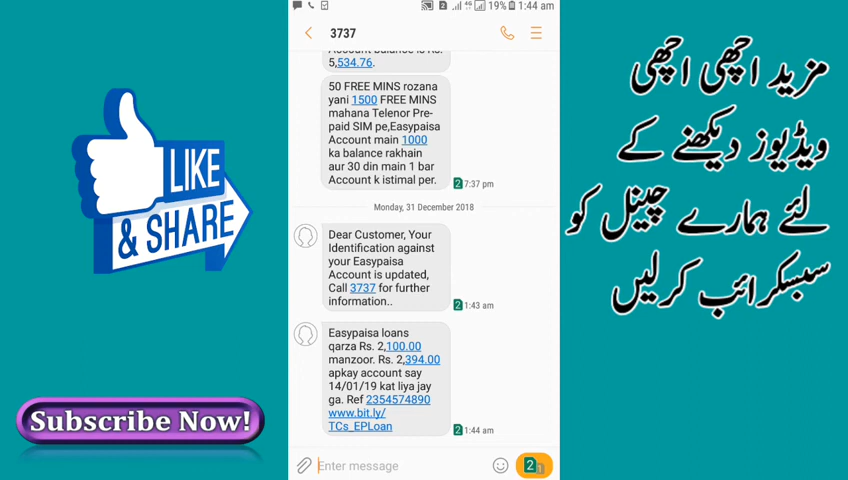 LIKE
& SHARE
Subscribe Now!
19% 1:44 am
3737
Account balance is Rs.
5,534.76.
50 FREE MINS rozana
yani 1500 FREE MINS
mahana Telenor Pre-
paid SIM pe,Easypaisa
Account main 1000
ka balance rakhain
aur 30 din main 1 bar
Account k istimal per.
2 7:37 pm
Monday, 31 December 2018
Dear Customer, Your
Identification against
your Easypaisa
Account is updated,
Call 3737 for further
information..
2 1:43 am
Easypaisa loans
qarza Rs. 2,100.00
manzoor. Rs. 2,394.00
apkay account say
14/01/19 kat liya jay
ga. Ref 2354574890
www.bit.ly/
TCs_EPLoan
2 1:44 am
Enter message
2 1
مزید اچھی اچھی
ویڈیوز دیکھنے کے
لئے ہمارے چینل کو
سبسکرائب کرلیں